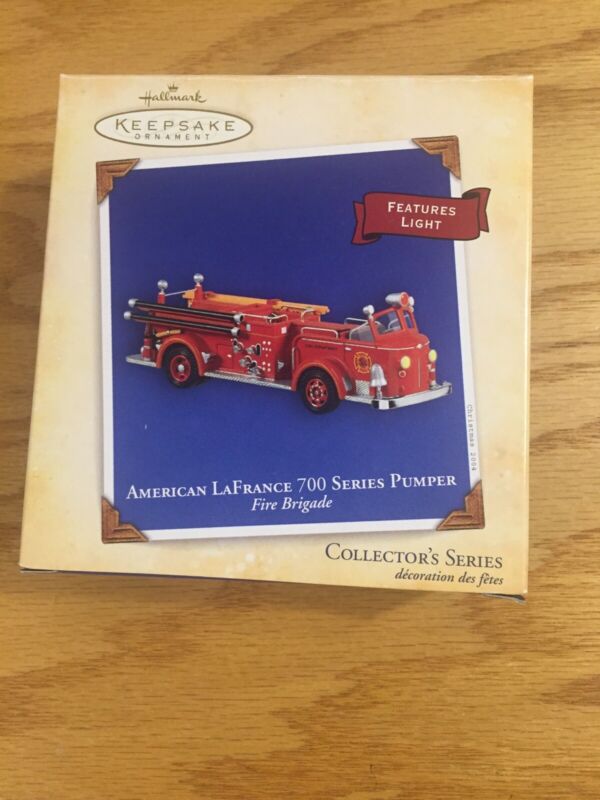 Hallmark
KEEPSAKE
ORNAMENT
FEATURES
LIGHT
Christmas 2004
AMERICAN LAFRANCE 700 SERIES PUMPER
Fire Brigade
COLLECTOR'S SERIES
décoration des fêtes